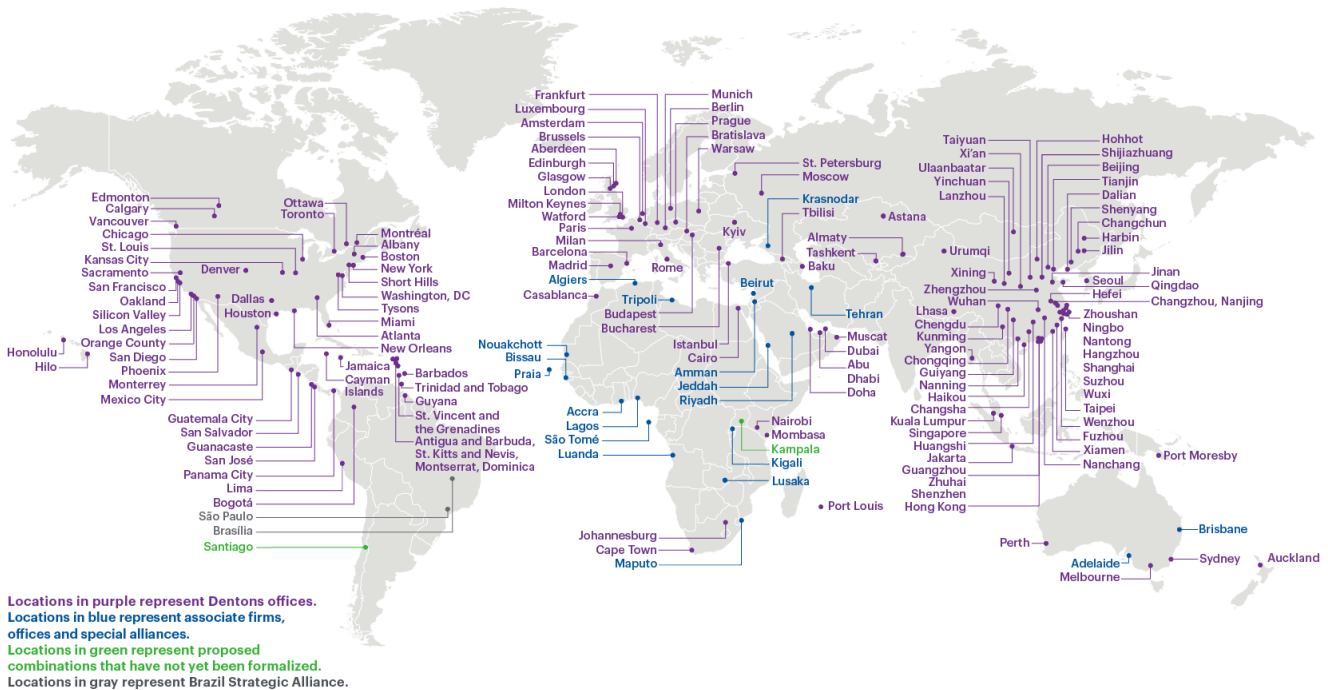 Edmonton
Calgary
Vancouver
Chicago
St. Louis
Kansas City
Sacramento
San Francisco
Oakland
Silicon Valley
Los Angeles
Orange County
San Diego
Phoenix
Monterrey
Mexico City
Honolulu
Hilo
Denver
Dallas
Houston
Ottawa
Toronto
Montréal
Albany
Boston
New York
Short Hills
Washington, DC
Tysons
Miami
Atlanta
New Orleans
Jamaica
Cayman
Islands
Barbados
Trinidad and Tobago
Guyana
St. Vincent and
the Grenadines
Antigua and Barbuda,
St. Kitts and Nevis,
Montserrat, Dominica
Guatemala City
San Salvador
Guanacaste
San José
Panama City
Lima
Bogotá
São Paulo
Brasília
Santiago
Frankfurt
Luxembourg
Amsterdam
Brussels
Aberdeen
Edinburgh
Glasgow
London
Milton Keynes
Watford
Paris
Milan
Barcelona
Madrid
Algiers
Casablanca
Munich
Berlin
Prague
Bratislava
Warsaw
St. Petersburg
Moscow
Krasnodar
Tbilisi
Kyiv
Rome
Tripoli
Budapest
Bucharest
Beirut
Istanbul
Cairo
Amman
Jeddah
Riyadh
Astana
Almaty
Tashkent
Baku
Tehran
Muscat
Dubai
Abu
Dhabi
Doha
Nouakchott
Bissau
Praia
Accra
Lagos
São Tomé
Luanda
Nairobi
Mombasa
Kampala
Kigali
Lusaka
Port Louis
Johannesburg
Cape Town
Maputo
Taiyuan
Xi'an
Ulaanbaatar
Yinchuan
Lanzhou
Urumqi
Xining
Zhengzhou
Wuhan
Lhasa
Chengdu
Kunming
Yangon
Chongqing
Guiyang
Nanning
Haikou
Changsha
Kuala Lumpur
Singapore
Huangshi
Jakarta
Guangzhou
Zhuhai
Shenzhen
Hong Kong
Hohhot
Shijiazhuang
Beijing
Tianjin
Dalian
Shenyang
Changchun
Harbin
Jilin
Jinan
Seoul
Qingdao
Hefei
Changzhou, Nanjing
Zhoushan
Ningbo
Nantong
Hangzhou
Shanghai
Suzhou
Wuxi
Taipei
Wenzhou
Fuzhou
Xiamen
Nanchang
Port Moresby
Perth
Brisbane
Adelaide
Melbourne
Sydney
Auckland
Locations in purple represent Dentons offices.
Locations in blue represent associate firms,
offices and special alliances.
Locations in green represent proposed
combinations that have not yet been formalized.
Locations in gray represent Brazil Strategic Alliance.